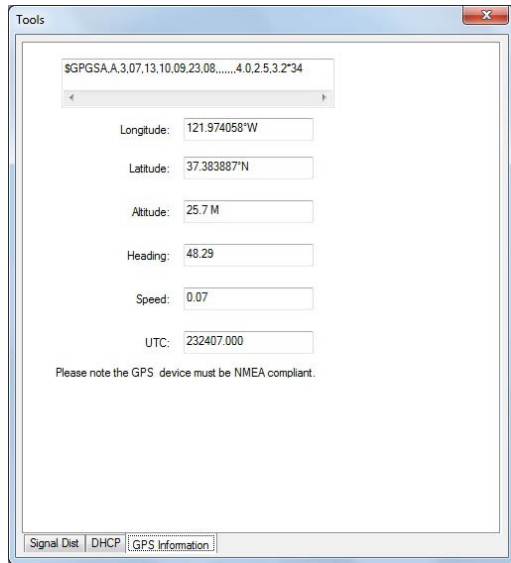 Tools
X
$GPGSA,A,3,07,13,10,09,23,08,,,,,,,4.0,2.5,3.2*34
Longitude: 121.974058°W
Latitude: 37.383887°N
Altitude: 25.7 M
Heading: 48.29
Speed: 0.07
UTC: 232407.000
Please note the GPS device must be NMEA compliant.
Signal Dist DHCP GPS Information